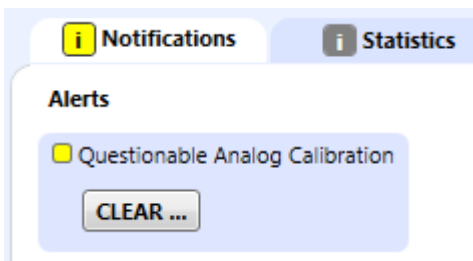 i Notifications i Statistics
Alerts
Questionable Analog Calibration
CLEAR ...